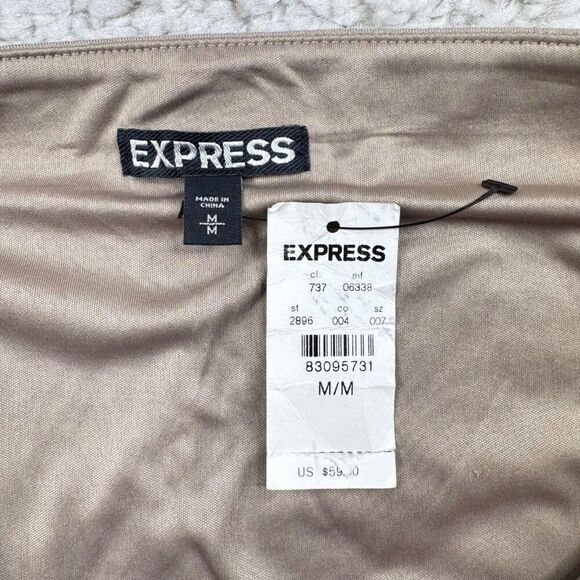 EXPRESS
MADE IN
CHINA
M
M
EXPRESS
cl mf
737 06338
st co sz
2896 004 007
83095731
M/M
US